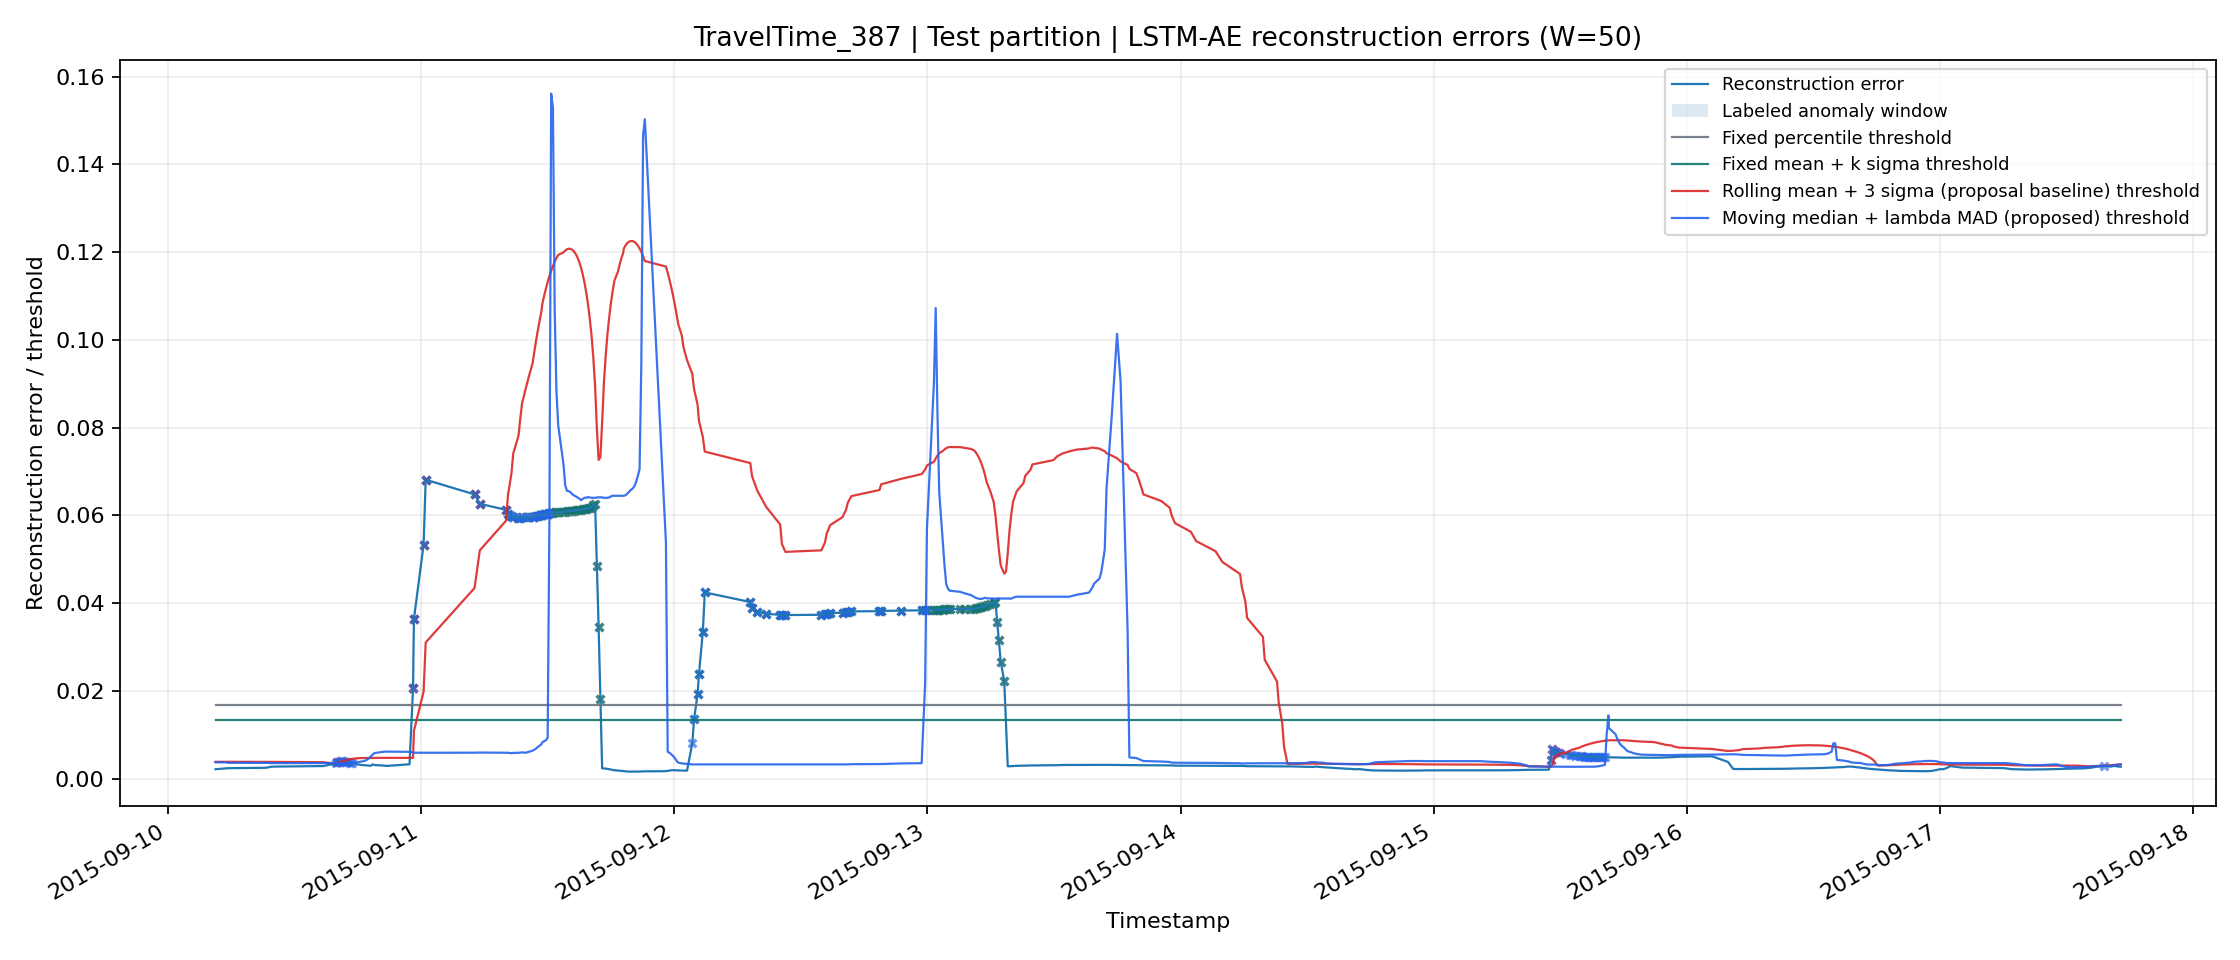 TravelTime_387 | Test partition | LSTM-AE reconstruction errors (W=50)
Reconstruction error
Labeled anomaly window
Fixed percentile threshold
Fixed mean + k sigma threshold
Rolling mean + 3 sigma (proposal baseline) threshold
Moving median + lambda MAD (proposed) threshold
Reconstruction error / threshold
0.16
0.14
0.12
0.10
0.08
0.06
0.04
0.02
0.00
2015-09-10
2015-09-11
2015-09-12
2015-09-13
2015-09-14
2015-09-15
2015-09-16
2015-09-17
2015-09-18
Timestamp